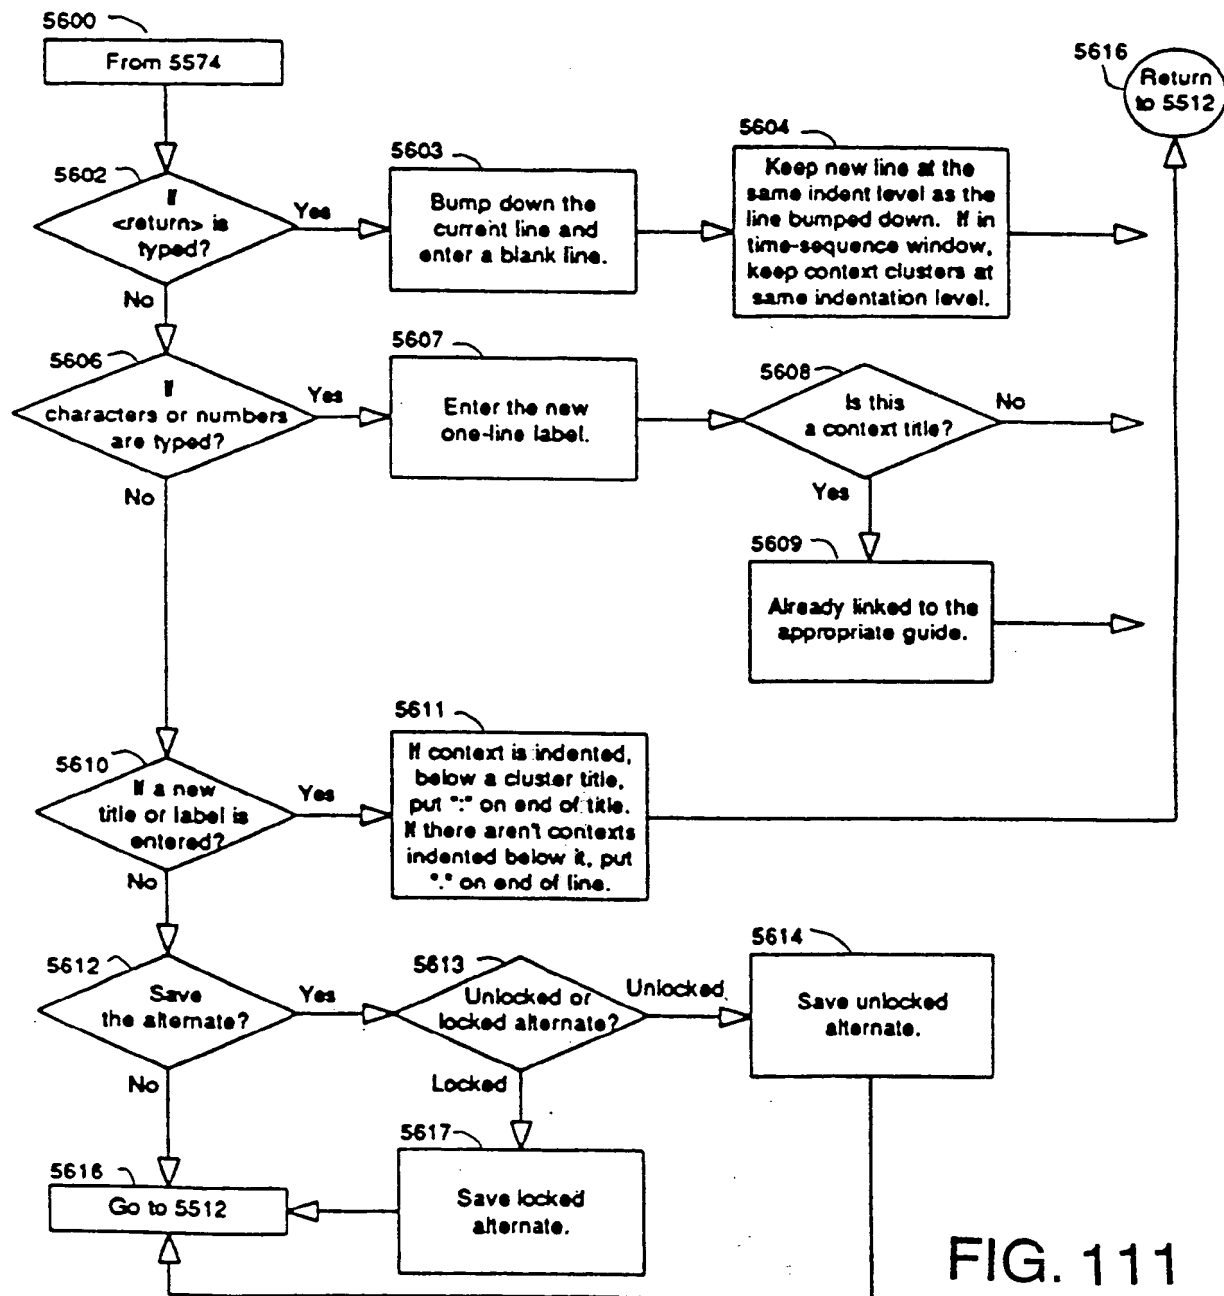 5600
From 5574
5616
Return
to 5512
5602
If
<return> is
typed?
Yes
No
5603
Bump down the
current line and
enter a blank line.
5604
Keep new line at the
same indent level as the
line bumped down. If in
time-sequence window,
keep context clusters at
same indentation level.
5606
If
characters or numbers
are typed?
Yes
No
5607
Enter the new
one-line label.
5608
Is this
a context title?
No
Yes
5609
Already linked to the
appropriate guide.
5610
If a new
title or label is
entered?
Yes
No
5611
If context is indented,
below a cluster title,
put ":" on end of title.
If there aren't contexts
indented below it, put
"." on end of line.
5612
Save
the alternate?
Yes
No
5613
Unlocked or
locked alternate?
Unlocked
Locked
5614
Save unlocked
alternate.
5617
Save locked
alternate.
5616
Go to 5512
FIG. 111